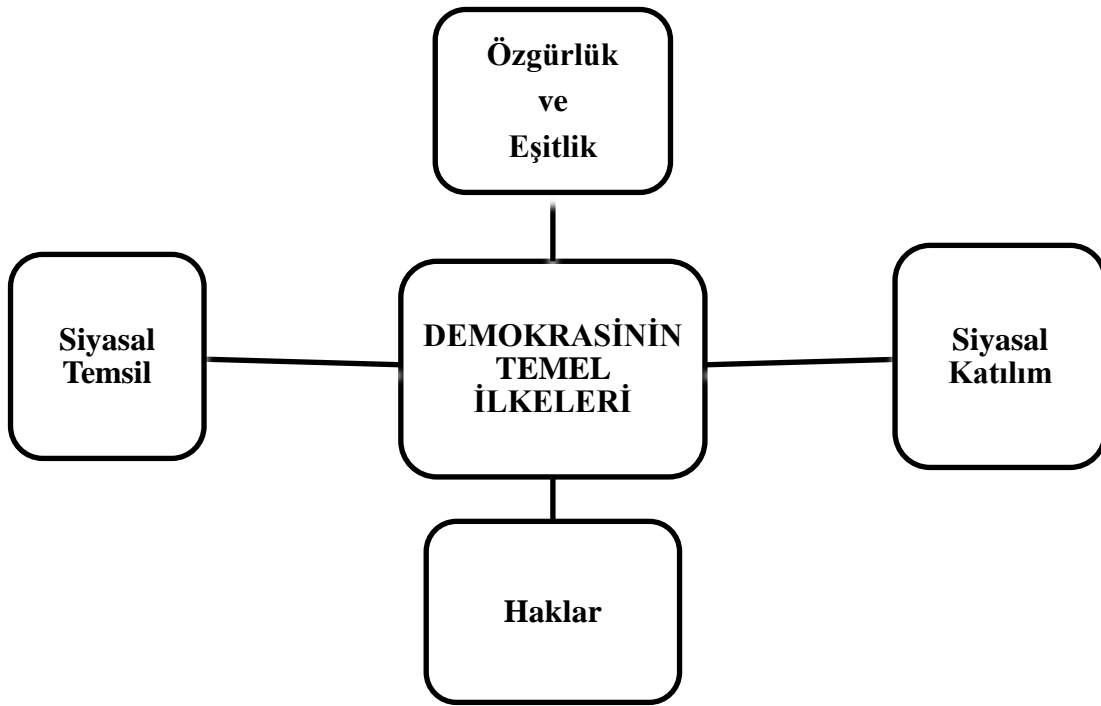 Özgürlük
ve
Eşitlik
Siyasal
Temsil
DEMOKRASİNİN
TEMEL
İLKELERİ
Siyasal
Katılım
Haklar